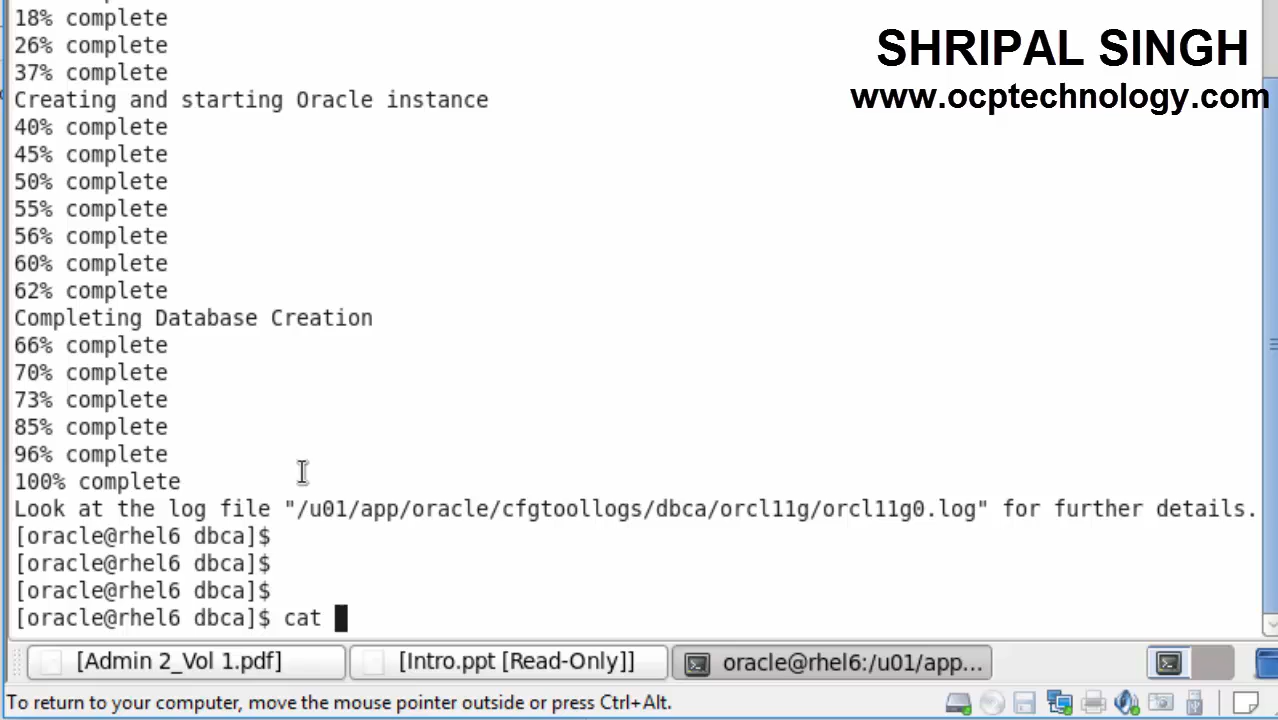 18% complete
26% complete
37% complete
Creating and starting Oracle instance
40% complete
45% complete
50% complete
55% complete
56% complete
60% complete
62% complete
Completing Database Creation
66% complete
70% complete
73% complete
85% complete
96% complete
100% complete
Look at the log file "/u01/app/oracle/cfgtoollogs/dbca/orcl11g/orcl11g0.log" for further details.
[oracle@rhel6 dbca]$
[oracle@rhel6 dbca]$
[oracle@rhel6 dbca]$
[oracle@rhel6 dbca]$ cat
SHRIPAL SINGH
www.ocptechnology.com
[Admin 2_Vol 1.pdf]
[Intro.ppt [Read-Only]]
oracle@rhel6:/u01/app...
To return to your computer, move the mouse pointer outside or press Ctrl+Alt.